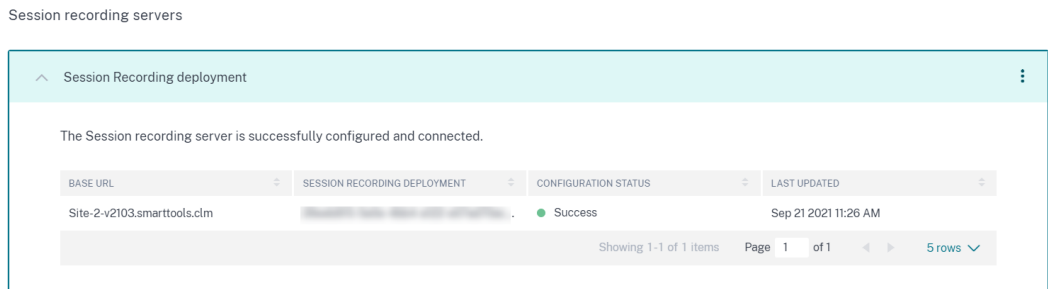 Session recording servers
Session Recording deployment
The Session recording server is successfully configured and connected.
BASE URL SESSION RECORDING DEPLOYMENT CONFIGURATION STATUS LAST UPDATED
Site-2-v2103.smarttools.clm . Success Sep 21 2021 11:26 AM
Showing 1-1 of 1 items Page 1 of 1 5 rows